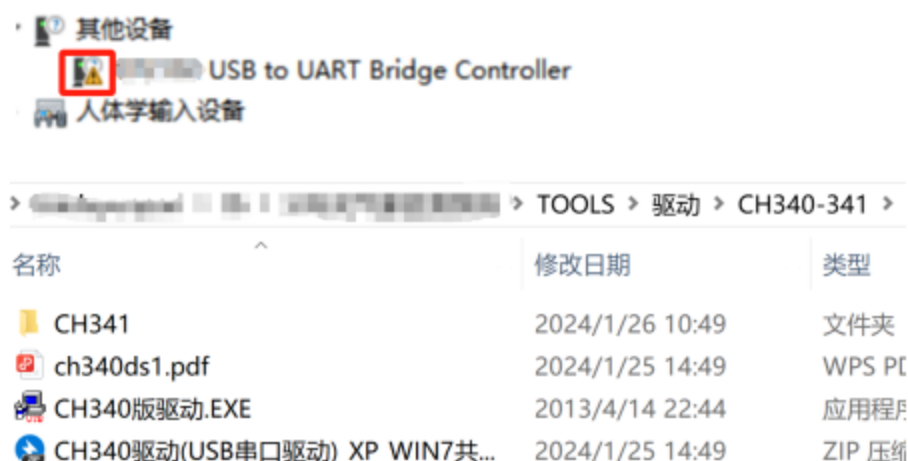 其他设备
USB to UART Bridge Controller
人体学输入设备
> > TOOLS > 驱动 > CH340-341 >
名称 修改日期 类型
CH341 2024/1/26 10:49 文件夹
ch340ds1.pdf 2024/1/25 14:49 WPS PD
CH340版驱动.EXE 2013/4/14 22:44 应用程序
CH340驱动(USB串口驱动)_XP_WIN7共... 2024/1/25 14:49 ZIP 压缩